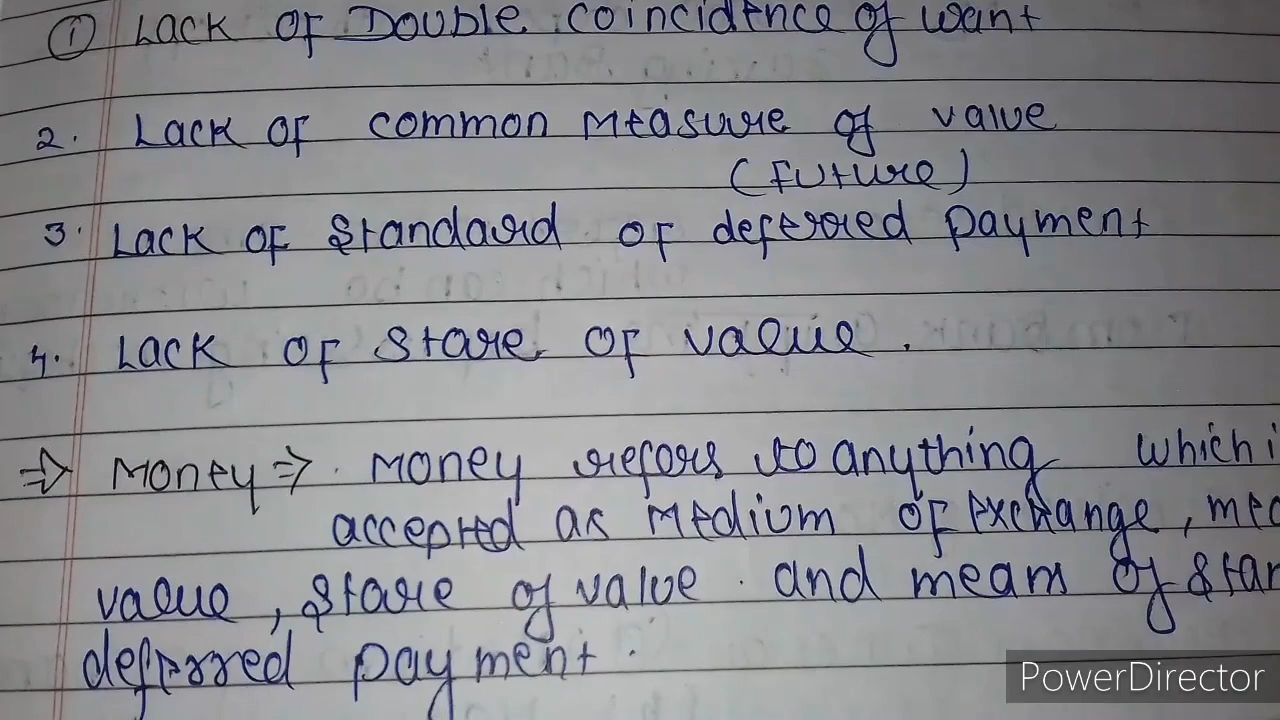 ① Lack of Double coincidence of want
2. Lack of common measure of value
(Future)
3. Lack of standard of deferred payment
4. Lack of store of value.
⇒ Money ⇒. Money refers to anything which i
accepted as medium of exchange, mea
value, store of value. and means of stan
deferred payment.
PowerDirector